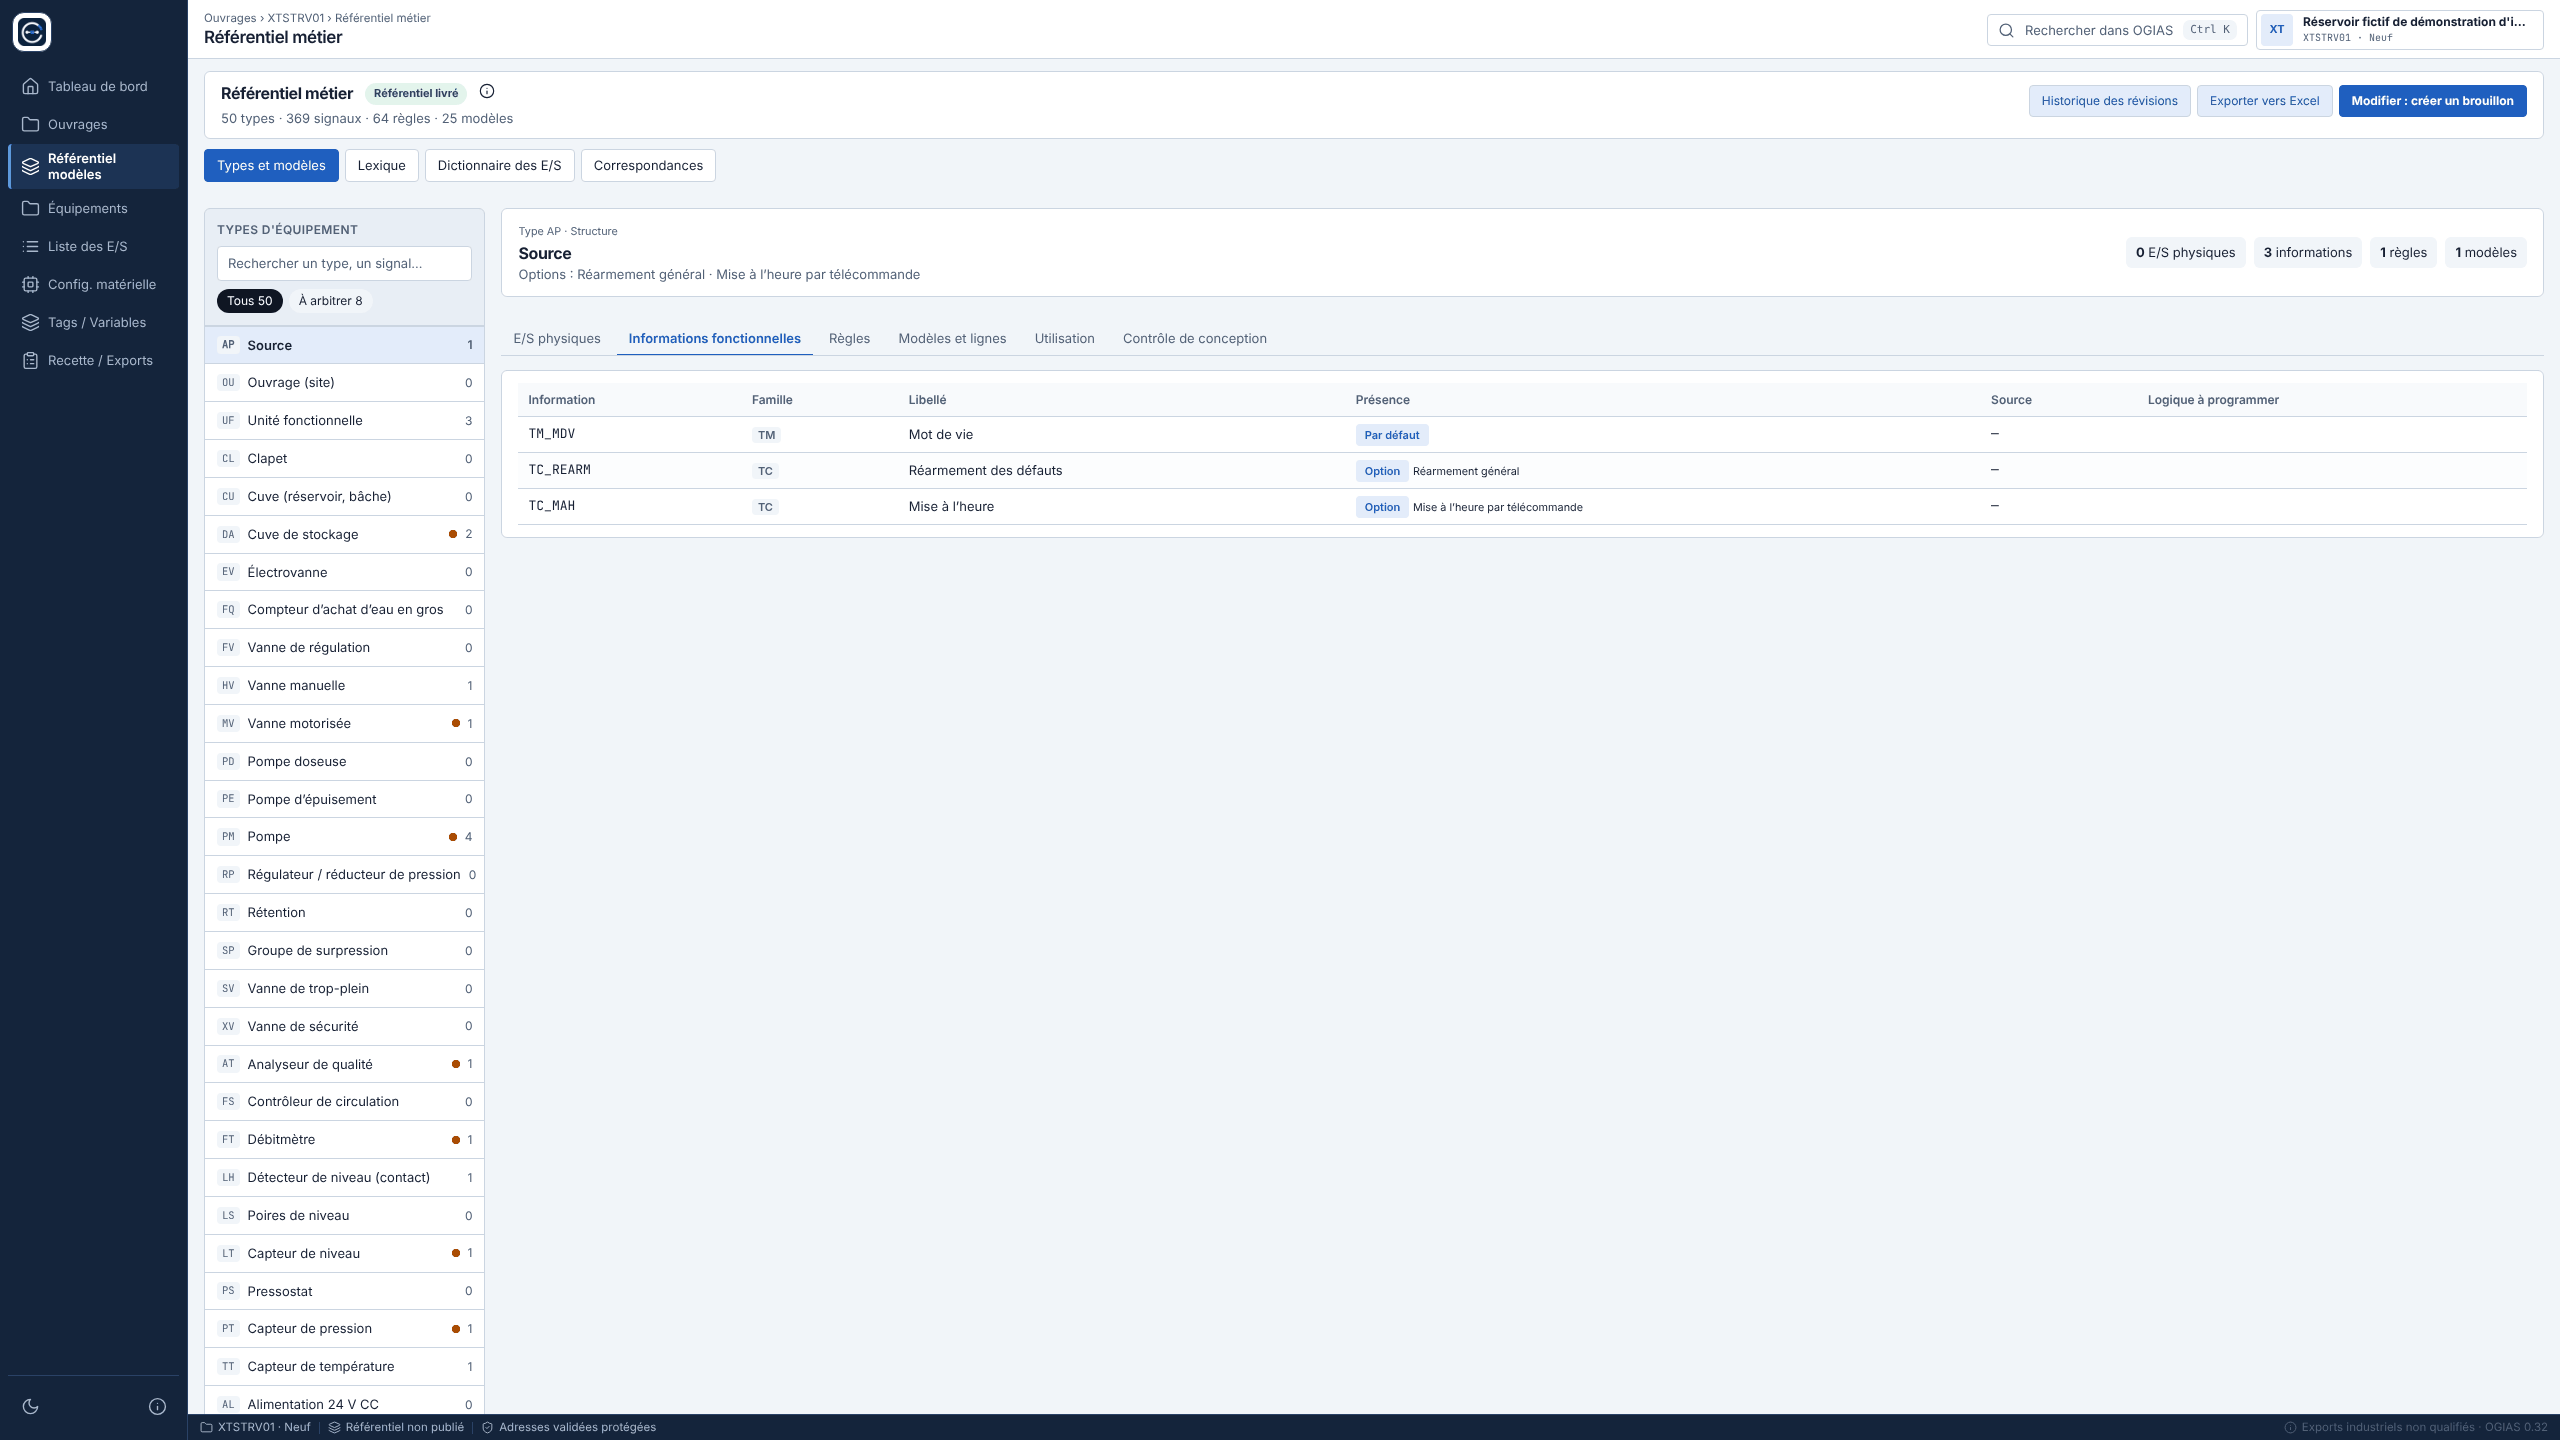 Ouvrages › XTSTRV01 › Référentiel métier
Référentiel métier
Rechercher dans OGIAS Ctrl K
XT Réservoir fictif de démonstration d'i...
XTSTRV01 · Neuf
Tableau de bord
Ouvrages
Référentiel modèles
Équipements
Liste des E/S
Config. matérielle
Tags / Variables
Recette / Exports
Référentiel métier Référentiel livré
50 types · 369 signaux · 64 règles · 25 modèles
Historique des révisions Exporter vers Excel Modifier : créer un brouillon
Types et modèles Lexique Dictionnaire des E/S Correspondances
TYPES D'ÉQUIPEMENT
Rechercher un type, un signal...
Tous 50 À arbitrer 8
AP Source 1
OU Ouvrage (site) 0
UF Unité fonctionnelle 3
CL Clapet 0
CU Cuve (réservoir, bâche) 0
DA Cuve de stockage 2
EV Électrovanne 0
FQ Compteur d’achat d’eau en gros 0
FV Vanne de régulation 0
HV Vanne manuelle 1
MV Vanne motorisée 1
PD Pompe doseuse 0
PE Pompe d’épuisement 0
PM Pompe 4
RP Régulateur / réducteur de pression 0
RT Rétention 0
SP Groupe de surpression 0
SV Vanne de trop-plein 0
XV Vanne de sécurité 0
AT Analyseur de qualité 1
FS Contrôleur de circulation 0
FT Débitmètre 1
LH Détecteur de niveau (contact) 1
LS Poires de niveau 0
LT Capteur de niveau 1
PS Pressostat 0
PT Capteur de pression 1
TT Capteur de température 1
AL Alimentation 24 V CC 0
Type AP · Structure
Source
Options : Réarmement général · Mise à l’heure par télécommande
0 E/S physiques 3 informations 1 règles 1 modèles
E/S physiques Informations fonctionnelles Règles Modèles et lignes Utilisation Contrôle de conception
Information Famille Libellé Présence Source Logique à programmer
TM_MDV TM Mot de vie Par défaut —
TC_REARM TC Réarmement des défauts Option Réarmement général —
TC_MAH TC Mise à l’heure Option Mise à l’heure par télécommande —
XTSTRV01 · Neuf Référentiel non publié Adresses validées protégées
Exports industriels non qualifiés · OGIAS 0.32